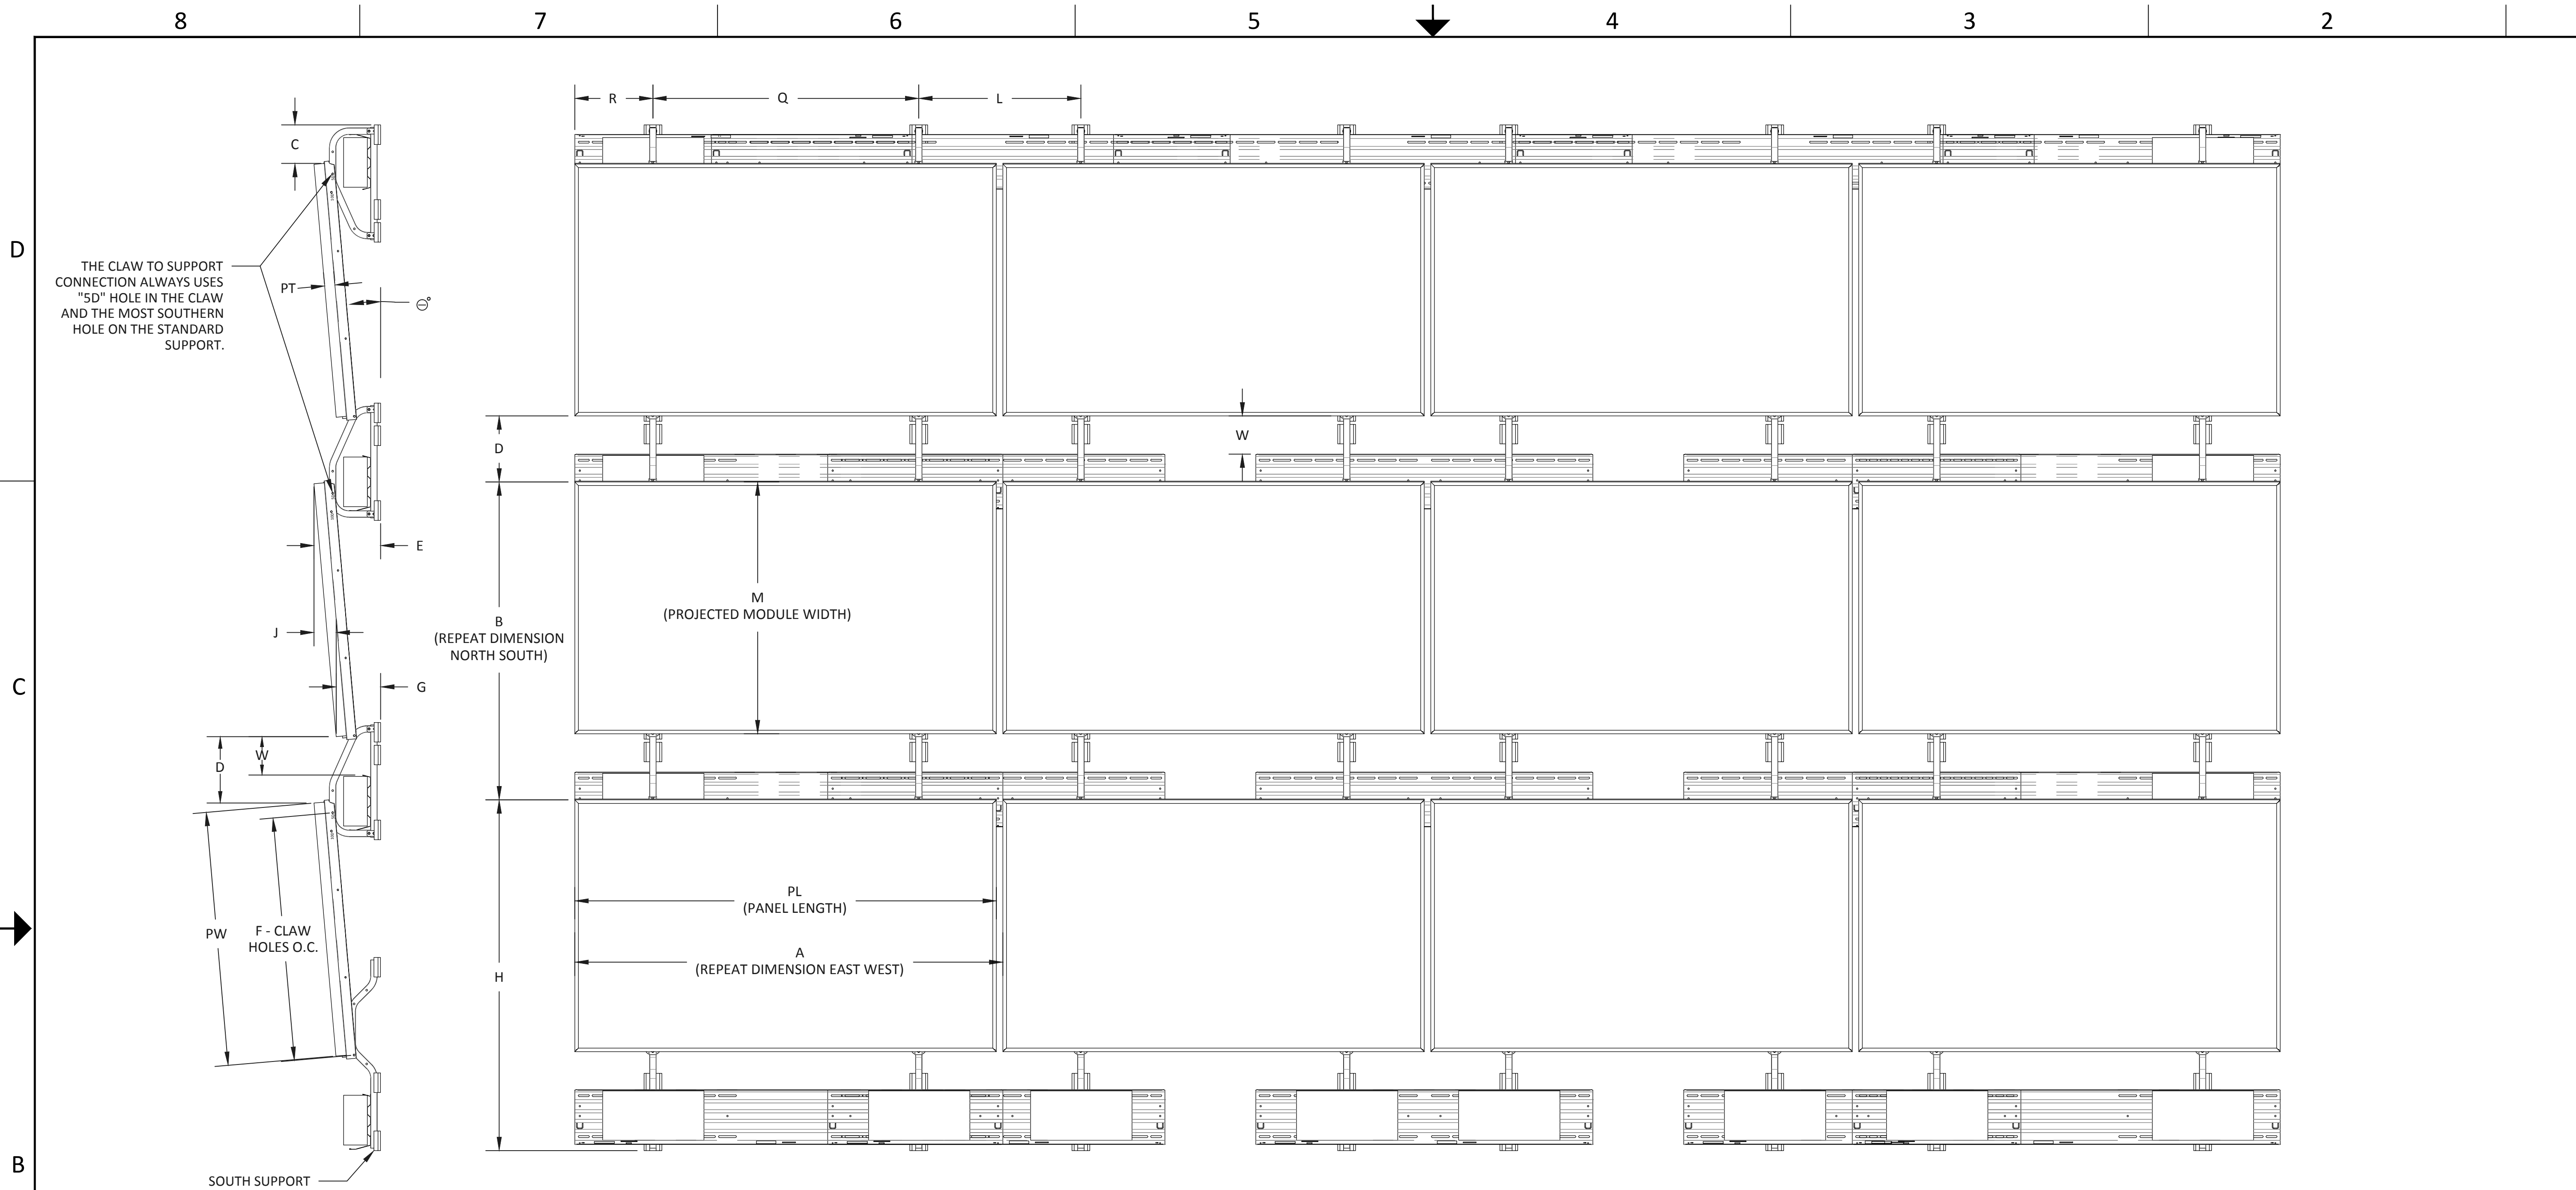 8 7 6 5 4 3 2
R Q L
C
D
THE CLAW TO SUPPORT
CONNECTION ALWAYS USES
"5D" HOLE IN THE CLAW
AND THE MOST SOUTHERN
HOLE ON THE STANDARD
SUPPORT.
PT
Θ°
D
W
E
M
(PROJECTED MODULE WIDTH)
J
B
(REPEAT DIMENSION
NORTH SOUTH)
C
G
W
D
PL
(PANEL LENGTH)
PW
F - CLAW
HOLES O.C.
A
(REPEAT DIMENSION EAST WEST)
H
B
SOUTH SUPPORT